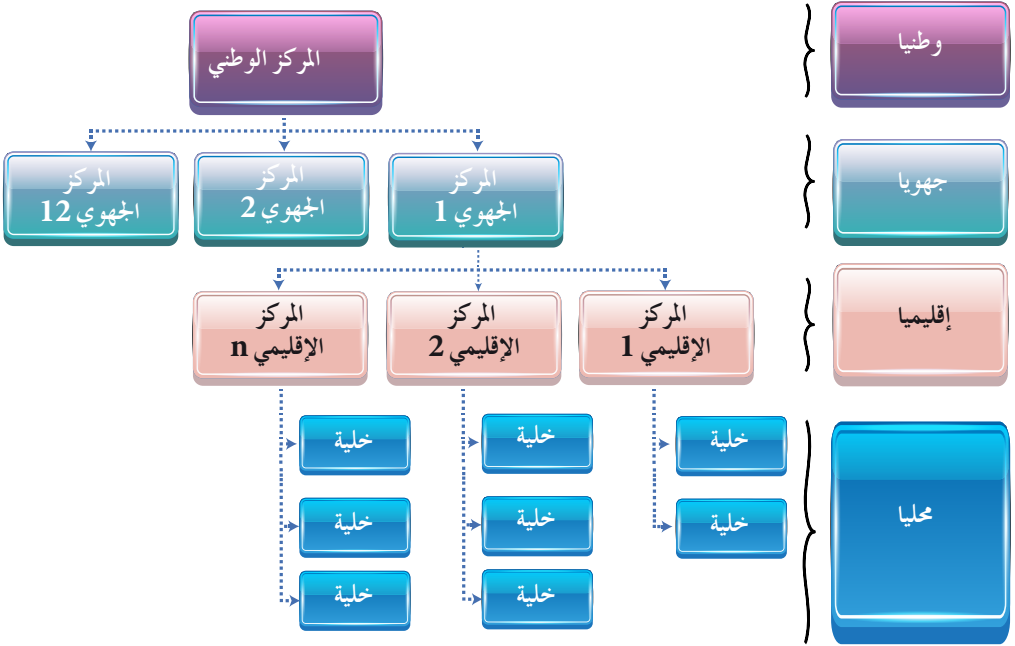 وطنيا
المركز الوطني
جهويا
المركز
الجهوي 1
المركز
الجهوي 2
المركز
الجهوي 12
إقليميا
المركز
الإقليمي 1
المركز
الإقليمي 2
المركز
الإقليمي n
محليا
خلية
خلية
خلية
خلية
خلية
خلية
خلية
خلية